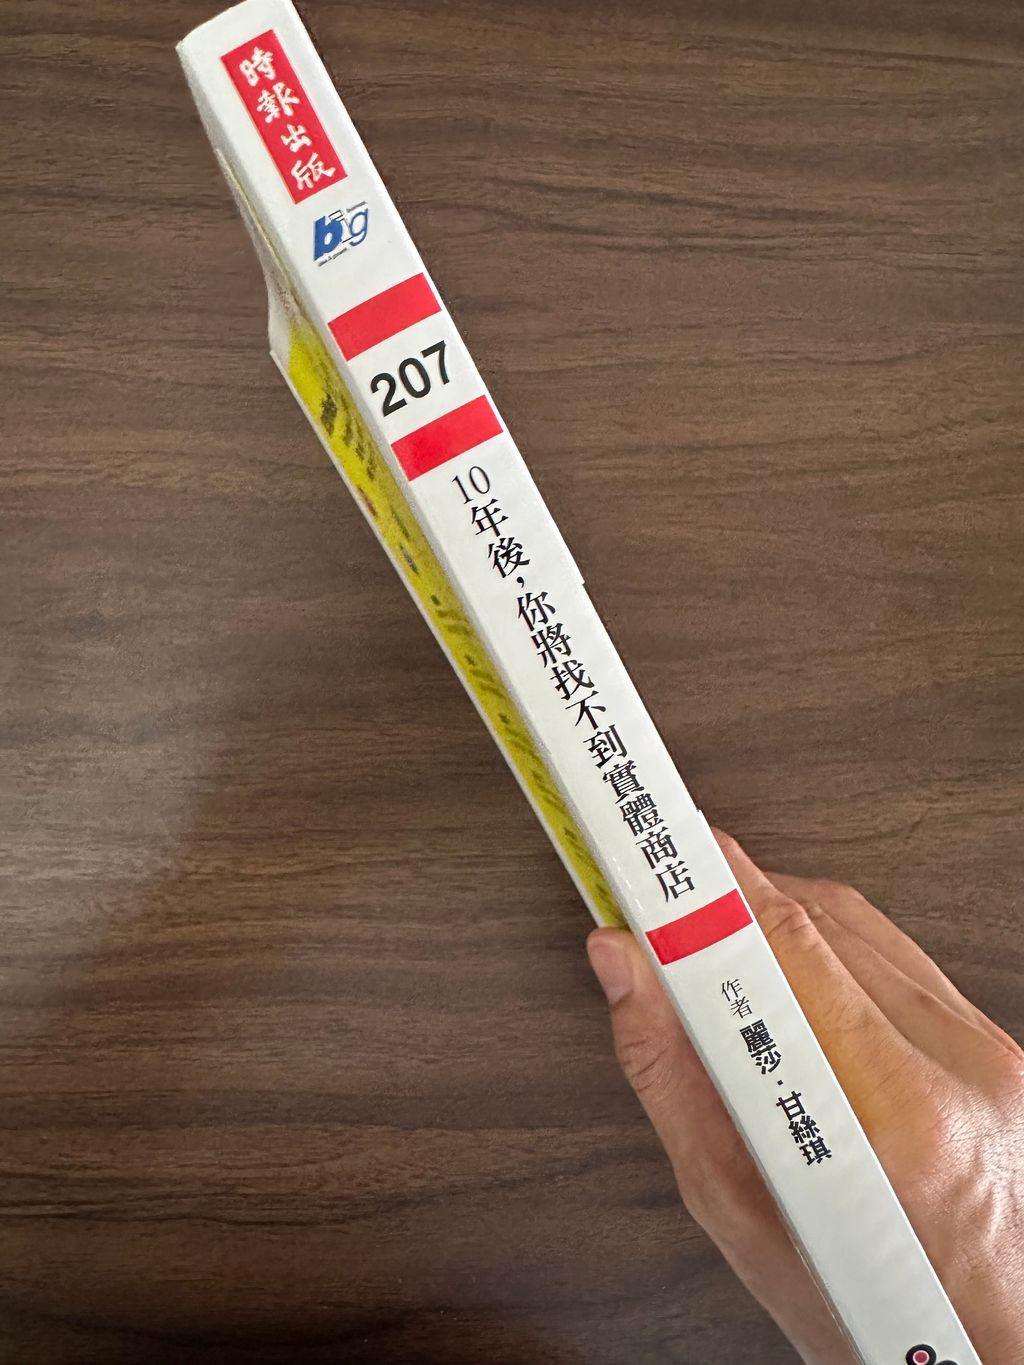 時報出版
big
207
10年後，你將找不到實體商店
作者 麗莎．甘絲琪